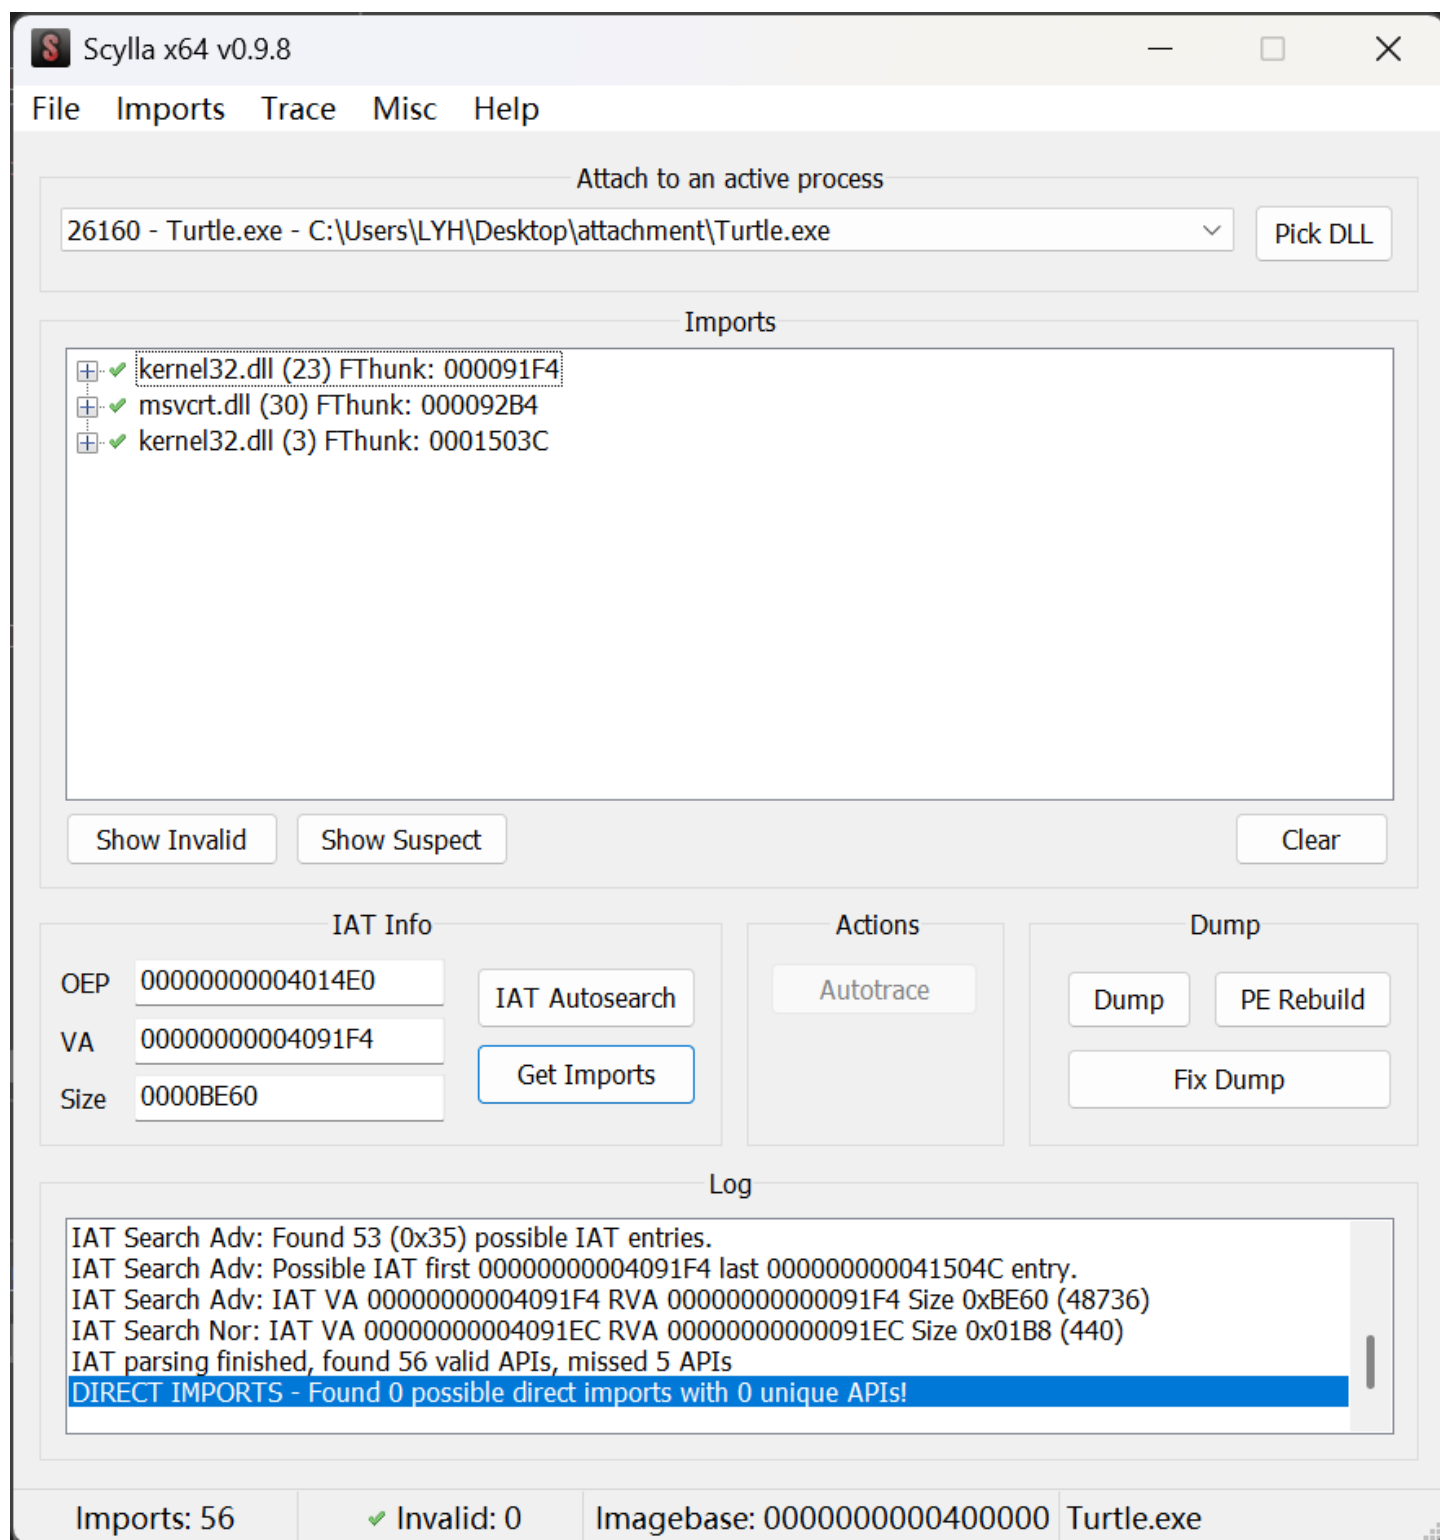 Scylla x64 v0.9.8
File Imports Trace Misc Help
Attach to an active process
26160 - Turtle.exe - C:\Users\LYH\Desktop\attachment\Turtle.exe
Pick DLL
Imports
kernel32.dll (23) FThunk: 000091F4
msvcrt.dll (30) FThunk: 000092B4
kernel32.dll (3) FThunk: 0001503C
Show Invalid Show Suspect Clear
IAT Info
OEP 00000000004014E0
VA 00000000004091F4
Size 0000BE60
IAT Autosearch
Get Imports
Actions
Autotrace
Dump
Dump PE Rebuild
Fix Dump
Log
IAT Search Adv: Found 53 (0x35) possible IAT entries.
IAT Search Adv: Possible IAT first 00000000004091F4 last 000000000041504C entry.
IAT Search Adv: IAT VA 00000000004091F4 RVA 00000000000091F4 Size 0xBE60 (48736)
IAT Search Nor: IAT VA 00000000004091EC RVA 00000000000091EC Size 0x01B8 (440)
IAT parsing finished, found 56 valid APIs, missed 5 APIs
DIRECT IMPORTS - Found 0 possible direct imports with 0 unique APIs!
Imports: 56 Invalid: 0 Imagebase: 0000000000400000 Turtle.exe